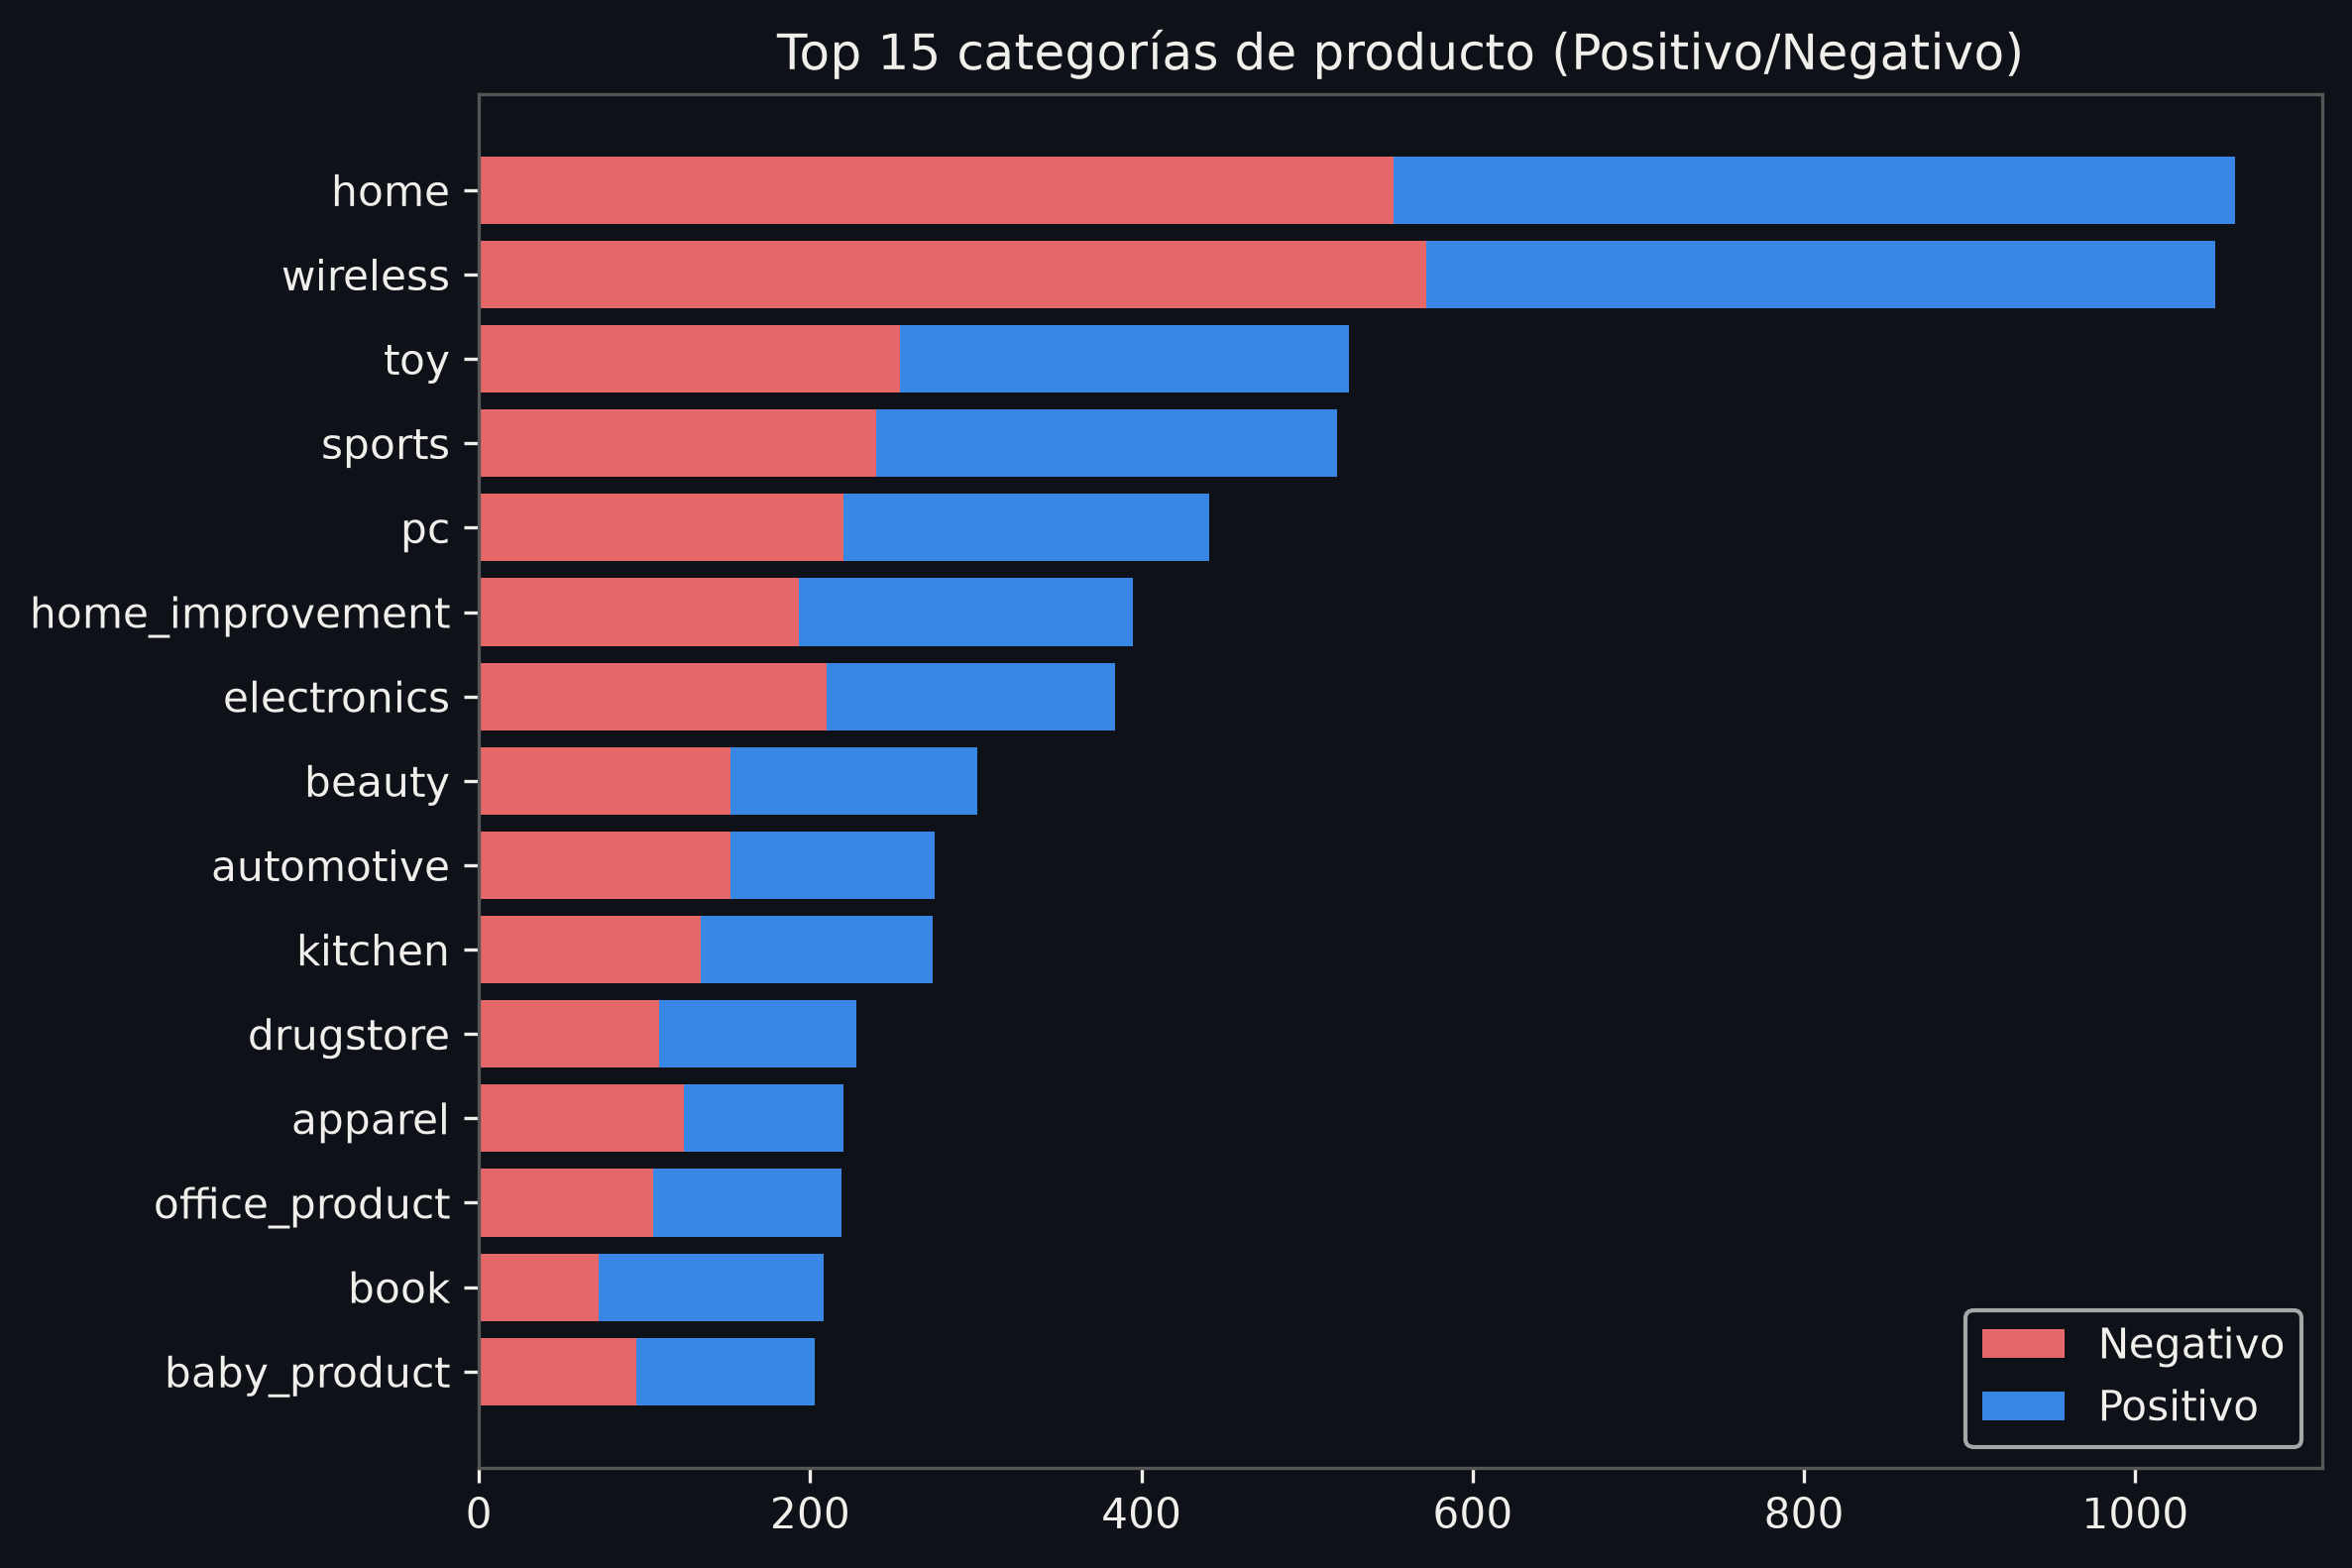 Top 15 categorías de producto (Positivo/Negativo)
home
wireless
toy
sports
pc
home_improvement
electronics
beauty
automotive
kitchen
drugstore
apparel
office_product
book
baby_product
Negativo
Positivo
0 200 400 600 800 1000